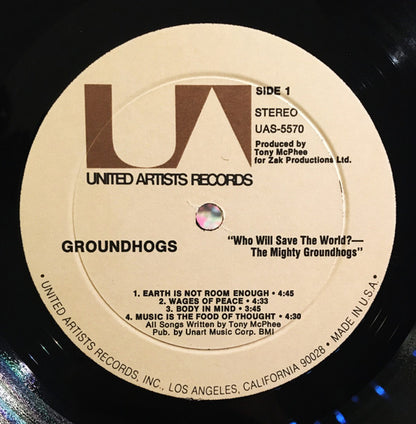 UA
SIDE 1
STEREO
UAS-5570
Produced by
Tony McPhee
for Zak Productions Ltd.
UNITED ARTISTS RECORDS
GROUNDHOGS
"Who Will Save The World?—
The Mighty Groundhogs"
1. EARTH IS NOT ROOM ENOUGH • 4:45
2. WAGES OF PEACE • 4:33
3. BODY IN MIND • 3:45
4. MUSIC IS THE FOOD OF THOUGHT • 4:30
All Songs Written by Tony McPhee
Pub. by Unart Music Corp. BMI
• UNITED ARTISTS RECORDS, INC., LOS ANGELES, CALIFORNIA 90028 • MADE IN U.S.A. •